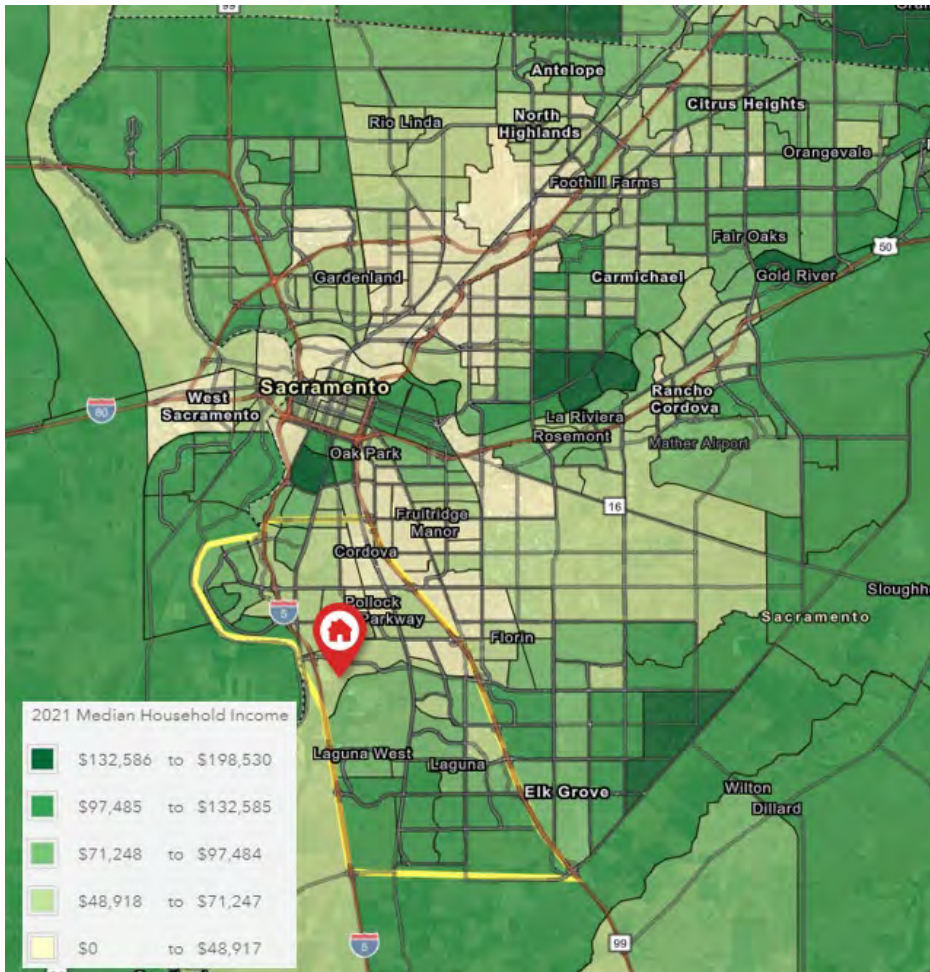 99
Antelope
Citrus Heights
North
Highlands
Rio Linda
Orangevale
Foothill Farms
Fair Oaks
50
Gardenland
Carmichael
Gold River
Sacramento
West
Sacramento
80
Rancho
Cordova
La Riviera
Rosemont
Mather Airport
Oak Park
16
Fruitridge
Manor
Cordova
Sloughh
Pollock
Parkway
5
Sacramento
Florin
2021 Median Household Income
$132,586 to $198,530
$97,485 to $132,585
$71,248 to $97,484
$48,918 to $71,247
$0 to $48,917
Laguna West
Laguna
Elk Grove
Wilton
Dillard
5
99